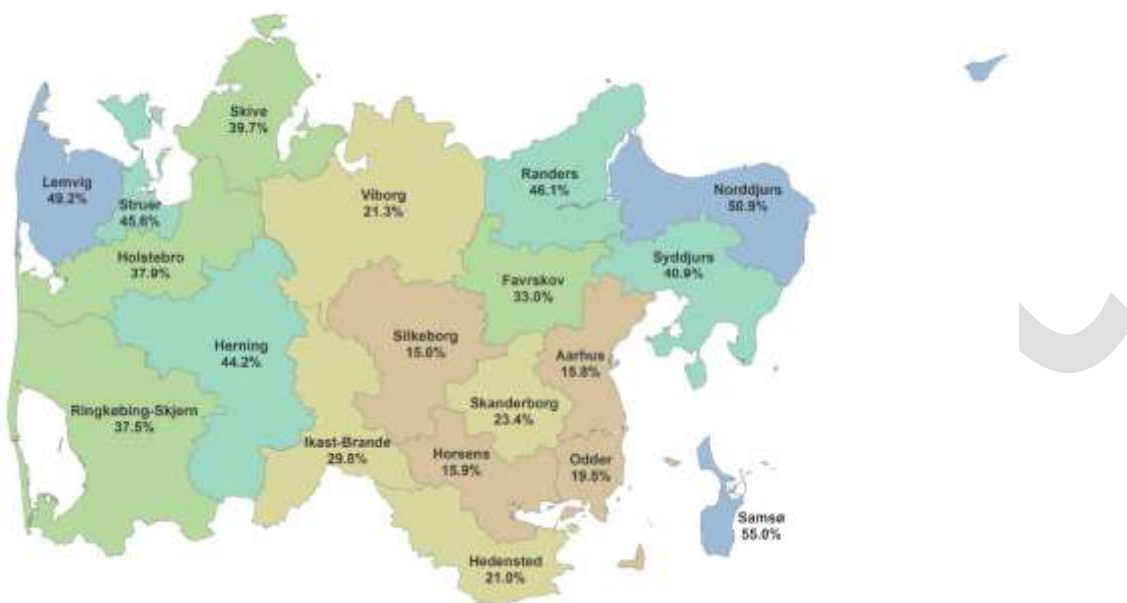 Skive
39.7%
Lemvig
49.2%
Struer
45.8%
Viborg
21.3%
Randers
46.1%
Norddjurs
50.9%
Holstebro
37.9%
Favrskov
33.0%
Syddjurs
40.9%
Herning
44.2%
Silkeborg
15.0%
Aarhus
15.8%
Ringkøbing-Skjern
37.5%
Skanderborg
23.4%
Ikast-Brande
29.8%
Horsens
15.9%
Odder
19.8%
Samsø
55.0%
Hedensted
21.0%